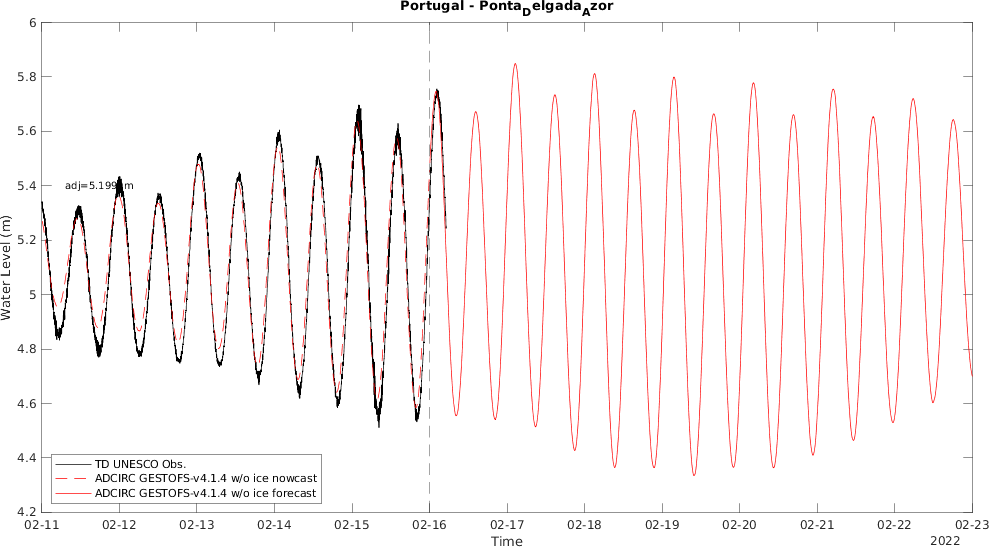 Portugal - PontaDelgadaAzor
6
5.8
5.6
5.4
5.2
5
4.8
4.6
4.4
4.2
Water Level (m)
adj=5.199 m
TD UNESCO Obs.
ADCIRC GESTOFS-v4.1.4 w/o ice nowcast
ADCIRC GESTOFS-v4.1.4 w/o ice forecast
02-11 02-12 02-13 02-14 02-15 02-16 02-17 02-18 02-19 02-20 02-21 02-22 02-23
Time
2022